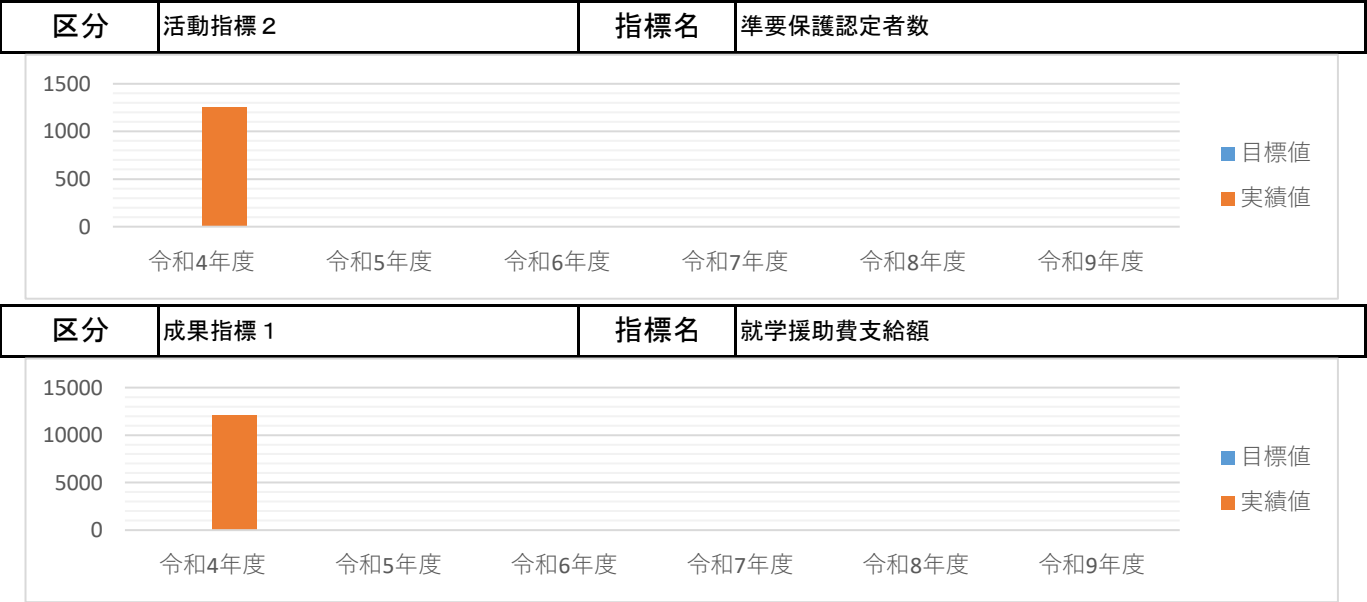 区分 活動指標２ 指標名 準要保護認定者数
1500
1000
500
0
令和4年度 令和5年度 令和6年度 令和7年度 令和8年度 令和9年度
目標値
実績値
区分 成果指標１ 指標名 就学援助費支給額
15000
10000
5000
0
令和4年度 令和5年度 令和6年度 令和7年度 令和8年度 令和9年度
目標値
実績値